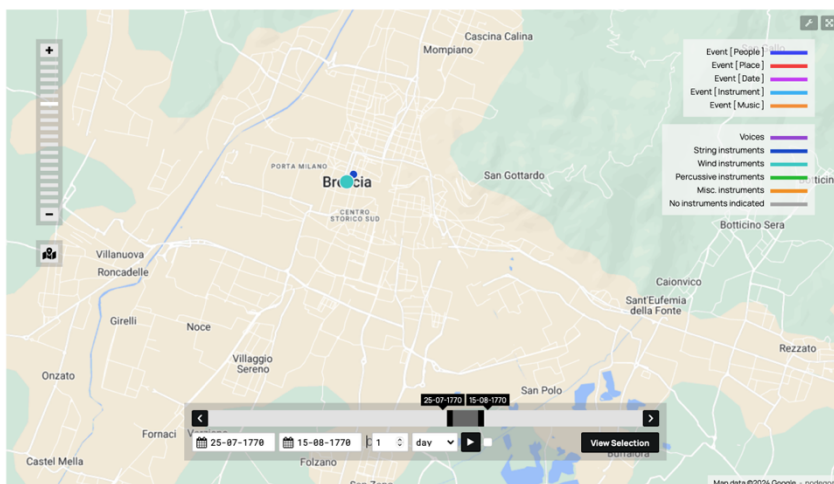 Cascina Calina
Mompiano
PORTA MILANO
Brescia
CENTRO
STORICO SUD
San Gottardo
Villanuova
Roncadelle
Girelli
Noce
Villaggio
Sereno
Onzato
Fornaci
Castel Mella
Folzano
San Polo
Caionvico
Sant'Eufemia
della Fonte
Rezzato
Botticino Sera
Botticin
Event [ People ]
Event [ Place ]
Event [ Date ]
Event [ Instrument ]
Event [ Music ]
Voices
String instruments
Wind instruments
Percussive instruments
Misc. instruments
No instruments indicated
25-07-1770 15-08-1770
25-07-1770 15-08-1770 1 day View Selection
Map data ©2024 Google